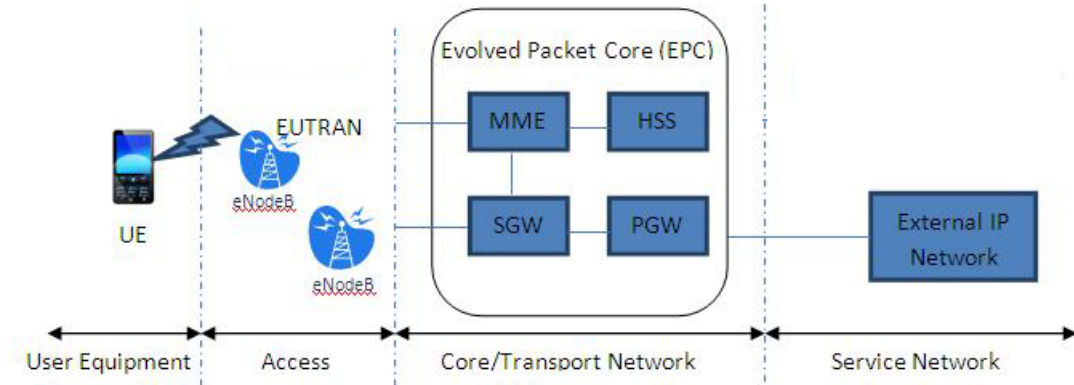 Evolved Packet Core (EPC)
EUTRAN
MME
HSS
eNodeB
UE
SGW
PGW
External IP
Network
eNodeB
User Equipment
Access
Core/Transport Network
Service Network